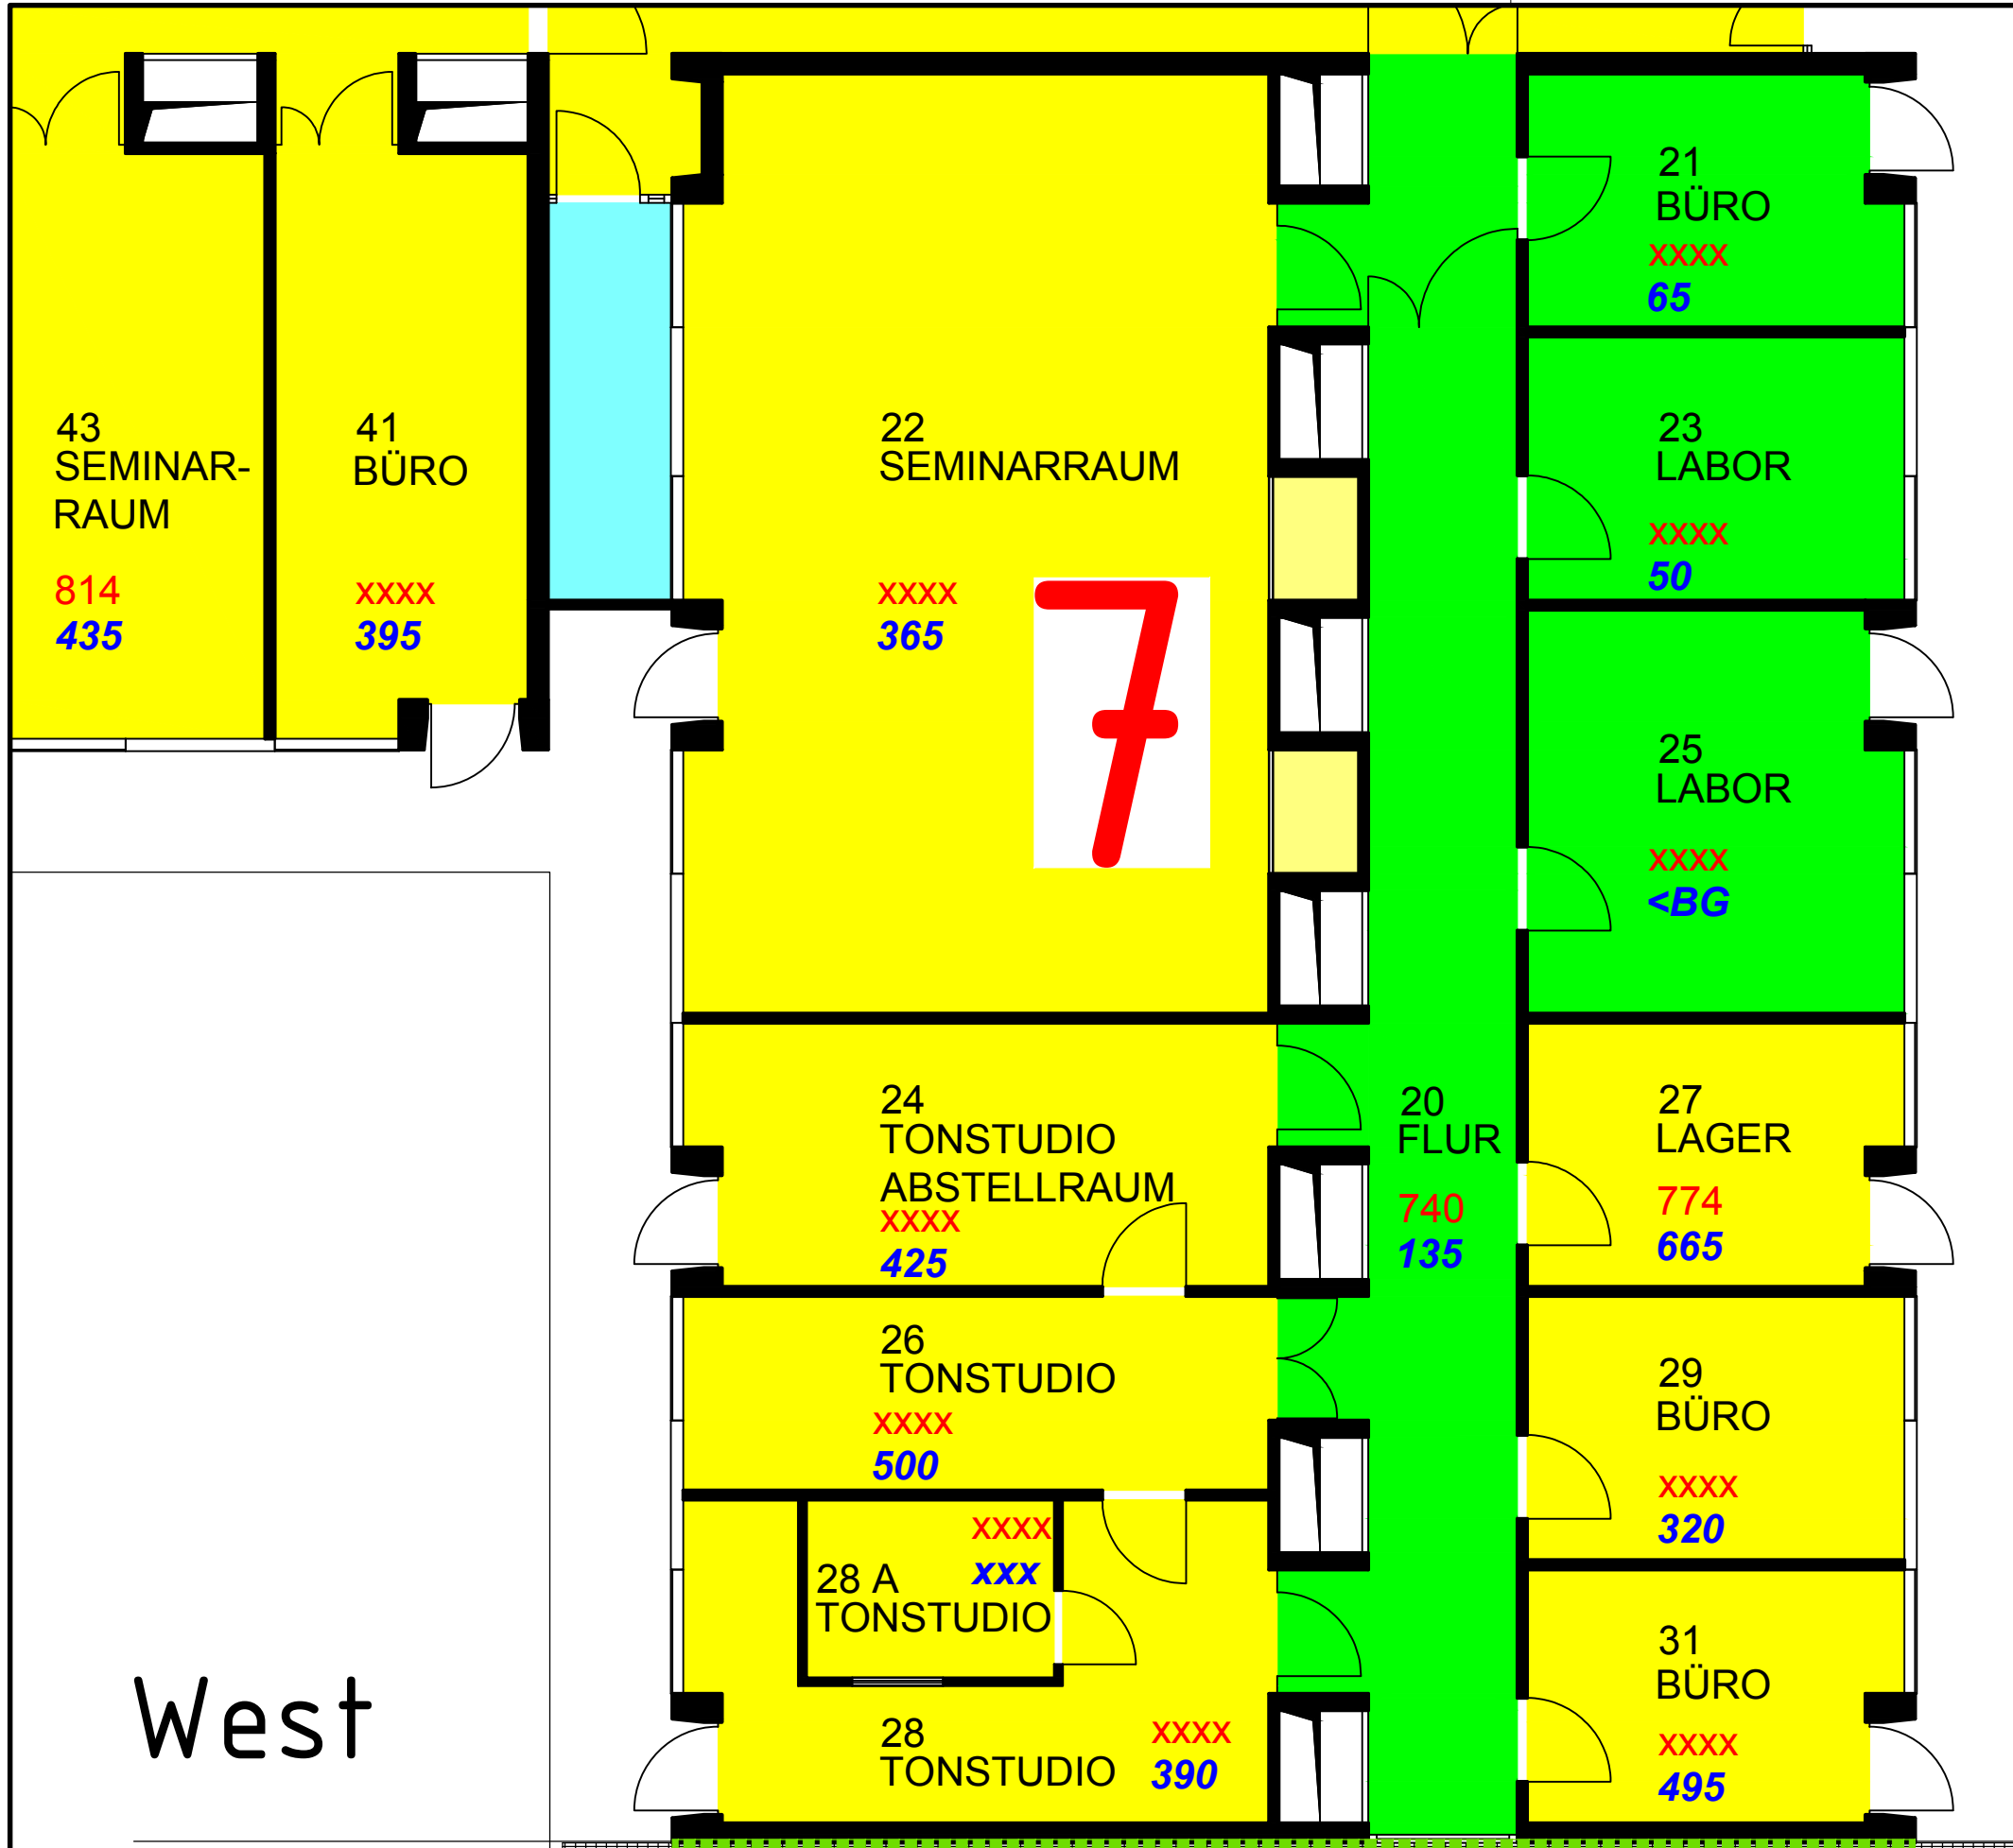 21
BÜRO
xxxx
65
43
SEMINAR-
RAUM
814
435
41
BÜRO
xxxx
395
22
SEMINARRAUM
xxxx
365
7
23
LABOR
xxxx
50
25
LABOR
xxxx
<BG
24
TONSTUDIO
ABSTELLRAUM
xxxx
425
20
FLUR
740
135
27
LAGER
774
665
26
TONSTUDIO
xxxx
500
29
BÜRO
xxxx
320
xxxx
xxx
28 A
TONSTUDIO
31
BÜRO
xxxx
495
28
TONSTUDIO
xxxx
390
West